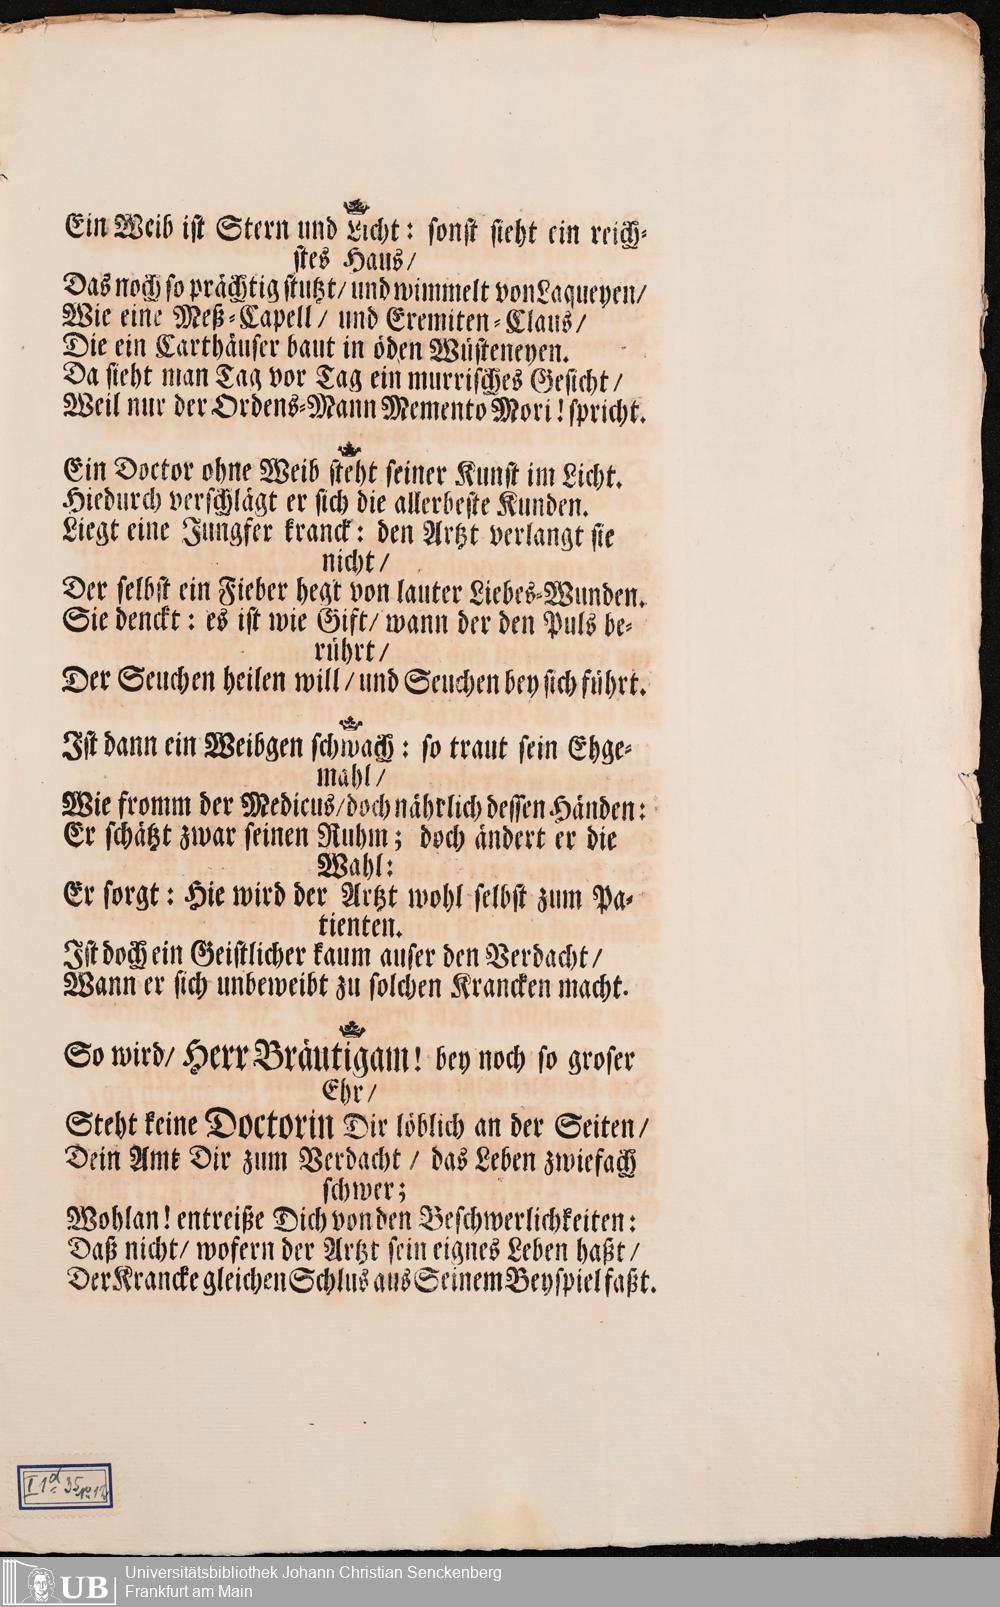 Ein Weib ist Stern und Licht: sonst sieht ein reich-
stes Haus/
Das noch so prächtig stutzt/ und wimmelt von Laqueyen/
Wie eine Meß-Capell/ und Eremiten-Claus/
Die ein Carthäuser baut in öden Wüsteneyen.
Da sieht man Tag vor Tag ein murrisches Gesicht/
Weil nur der Ordens-Mann Memento Mori! spricht.
Ein Doctor ohne Weib steht seiner Kunst im Licht.
Hiedurch verschlägt er sich die allerbeste Kunden.
Liegt eine Jungfer kranck: den Artzt verlangt sie
nicht/
Der selbst ein Fieber hegt von lauter Liebes-Wunden.
Sie denckt: es ist wie Gift/ wann der den Puls be-
rührt/
Der Seuchen heilen will/ und Seuchen bey sich führt.
Ist dann ein Weibgen schwach: so traut sein Ehge-
mahl/
Wie fromm der Medicus/ doch nährlich dessen Händen:
Er schätzt zwar seinen Ruhm; doch ändert er die
Wahl:
Er sorgt: Hie wird der Artzt wohl selbst zum Pa-
tienten.
Ist doch ein Geistlicher kaum auser den Verdacht/
Wann er sich unbeweibt zu solchen Krancken macht.
So wird/ Herr Bräutigam! bey noch so groser
Ehr/
Steht keine Doctorin Dir löblich an der Seiten/
Dein Amt Dir zum Verdacht/ das Leben zwiefach
schwer;
Wohlan! entreiße Dich von den Beschwerlichkeiten:
Daß nicht/ wofern der Artzt sein eignes Leben haßt/
Der Krancke gleichen Schlus aus Seinem Beyspiel faßt.
I 1 d 35
UB Universitätsbibliothek Johann Christian Senckenberg
Frankfurt am Main